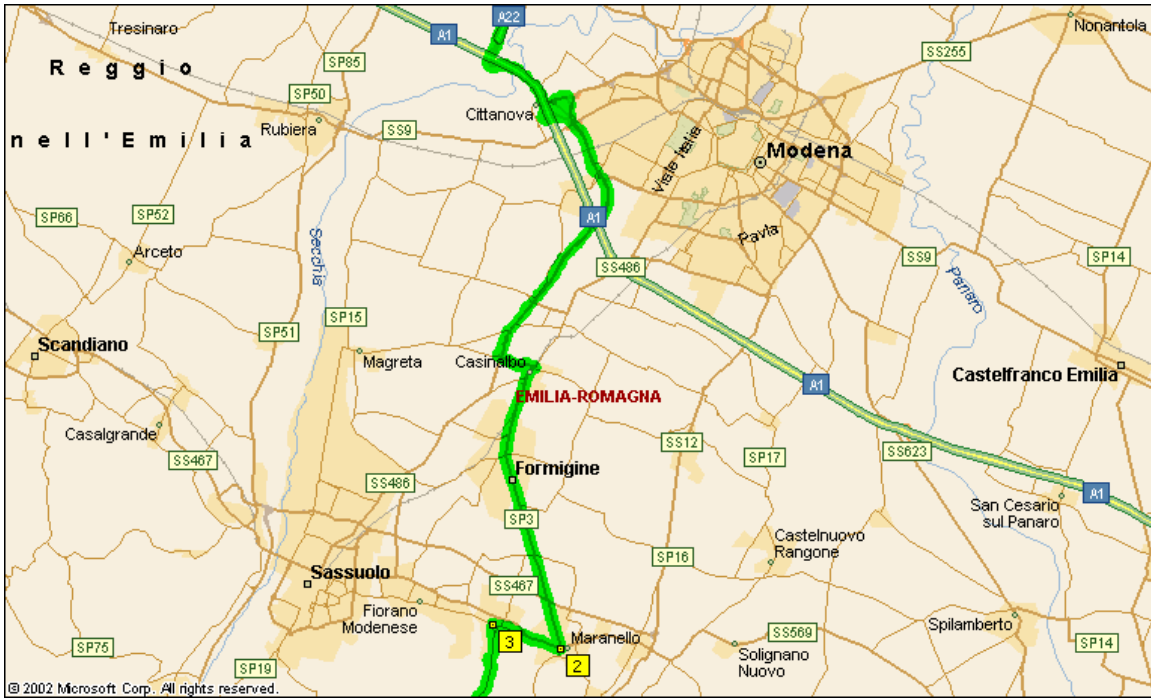 Tresinaro
A22
A1
Nonantola
SS255
Reggio
SP85
SP50
Cittanova
Rubiera
SS9
nell'Emilia
Viale Italia
Modena
SP66
SP52
A1
Arceto
Secchia
Pavia
SS486
SS9
SP14
Panaro
SP15
SP51
Scandiano
Magreta
Casinalbo
A1
Castelfranco Emilia
EMILIA-ROMAGNA
Casalgrande
SS467
SS12
SP17
SS623
Formigine
SS486
A1
San Cesario
sul Panaro
SP3
Castelnuovo
Rangone
SP16
Sassuolo
SS467
Fiorano
Modenese
3
Maranello
2
SS569
Spilamberto
SP14
Solignano
Nuovo
SP75
SP19
© 2002 Microsoft Corp. All rights reserved.